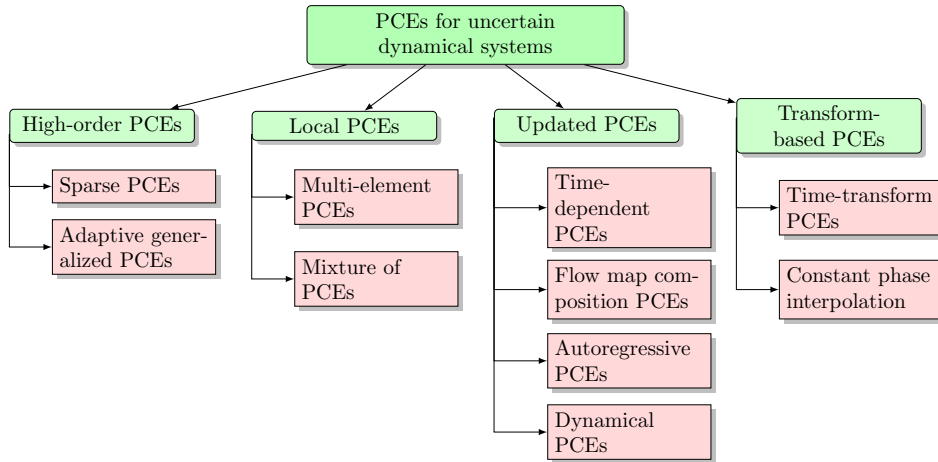 PCEs for uncertain
dynamical systems
High-order PCEs
Sparse PCEs
Adaptive gener-
alized PCEs
Local PCEs
Multi-element
PCEs
Mixture of
PCEs
Updated PCEs
Time-
dependent
PCEs
Flow map com-
position PCEs
Autoregressive
PCEs
Dynamical
PCEs
Transform-
based PCEs
Time-transform
PCEs
Constant phase
interpolation